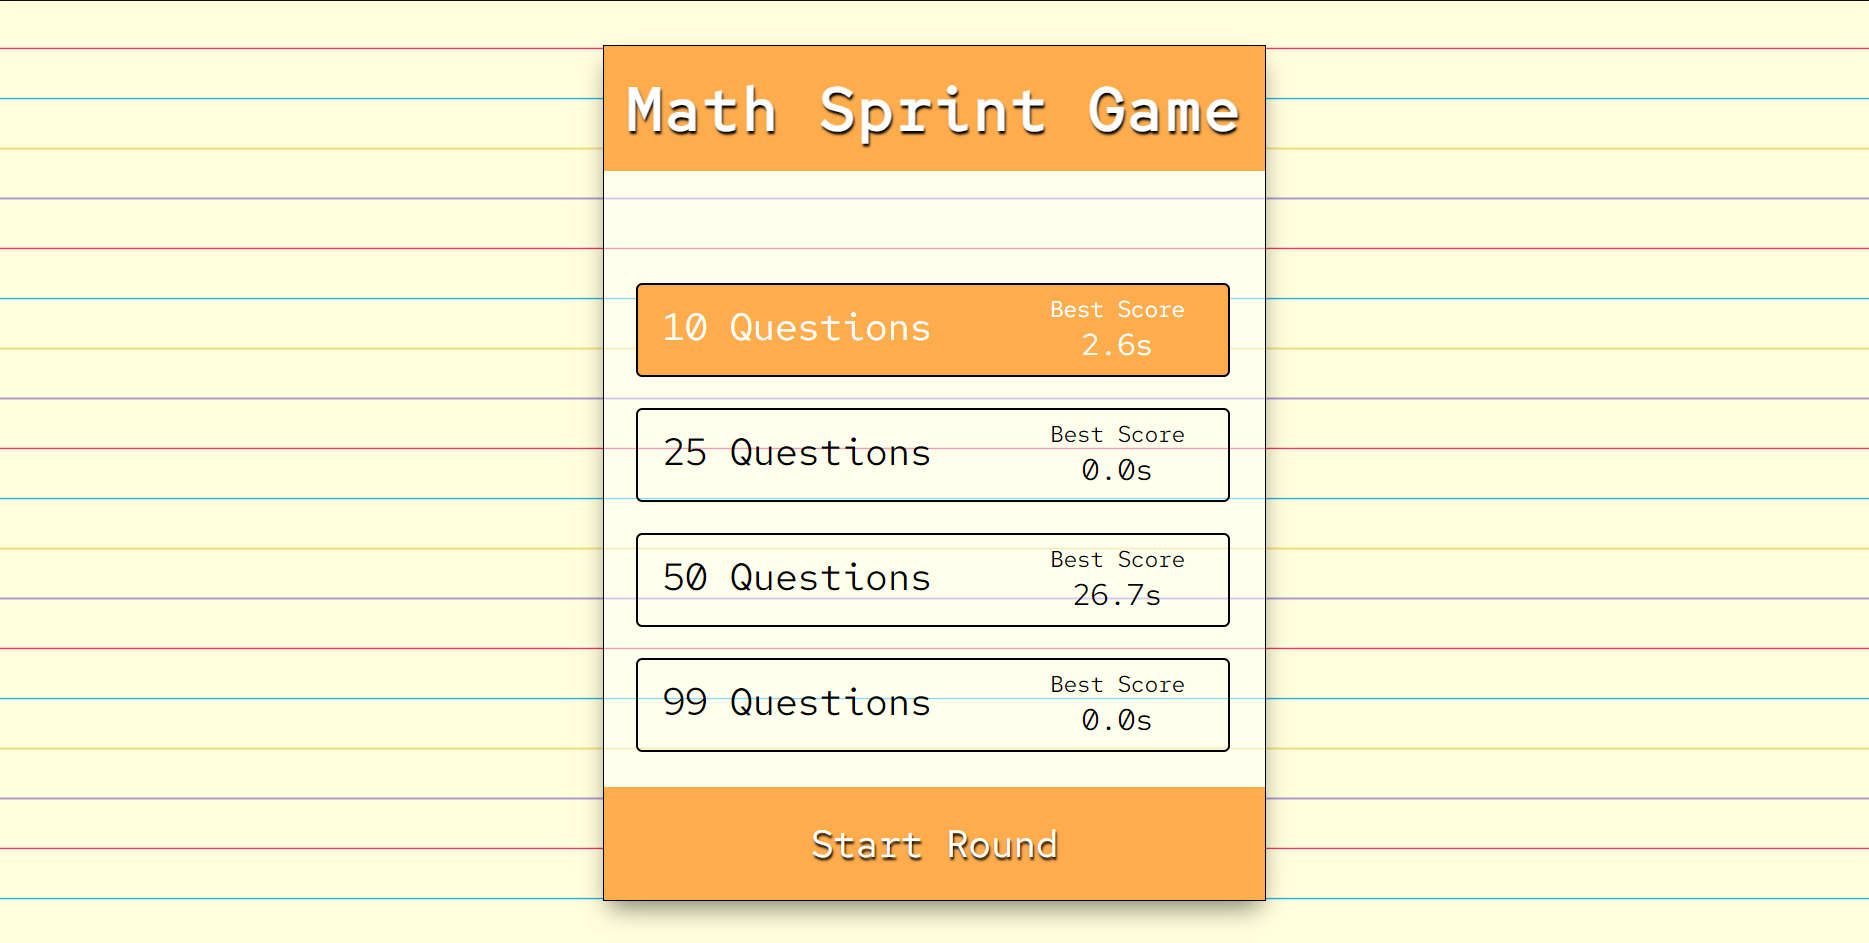 Math Sprint Game
10 Questions
Best Score
2.6s
25 Questions
Best Score
0.0s
50 Questions
Best Score
26.7s
99 Questions
Best Score
0.0s
Start Round